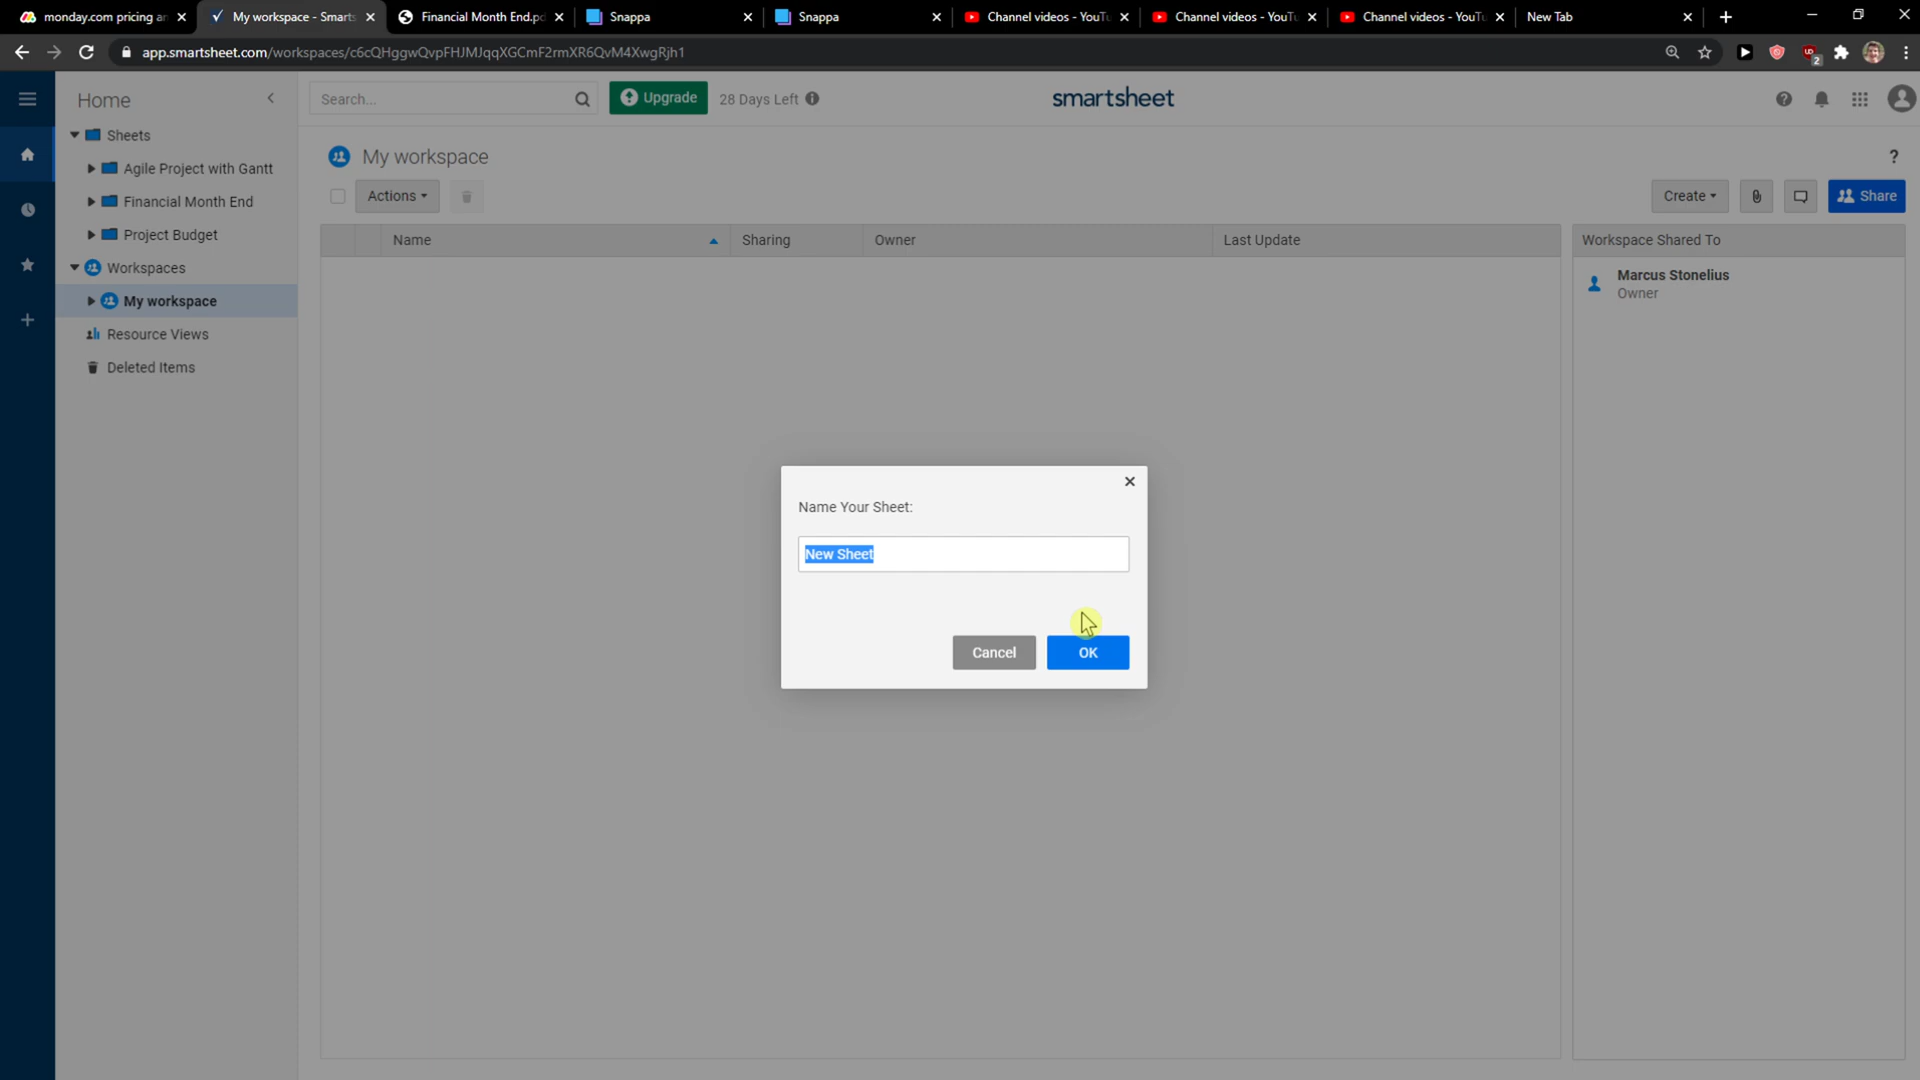 monday.com pricing ar
My workspace - Smarts
Financial Month End.pd
Snappa
Snappa
Channel videos - YouTu
Channel videos - YouTu
Channel videos - YouTu
New Tab
app.smartsheet.com/workspaces/c6cQHggwQvpFHJMJqqXGCmF2rmXR6QvM4XwgRjh1
2
Home
Search...
Upgrade
28 Days Left
smartsheet
Sheets
Agile Project with Gantt
Financial Month End
Project Budget
Workspaces
My workspace
Resource Views
Deleted Items
My workspace
?
Actions
Create
Share
Name
Sharing
Owner
Last Update
Workspace Shared To
Marcus Stonelius
Owner
Name Your Sheet:
New Sheet
Cancel
OK